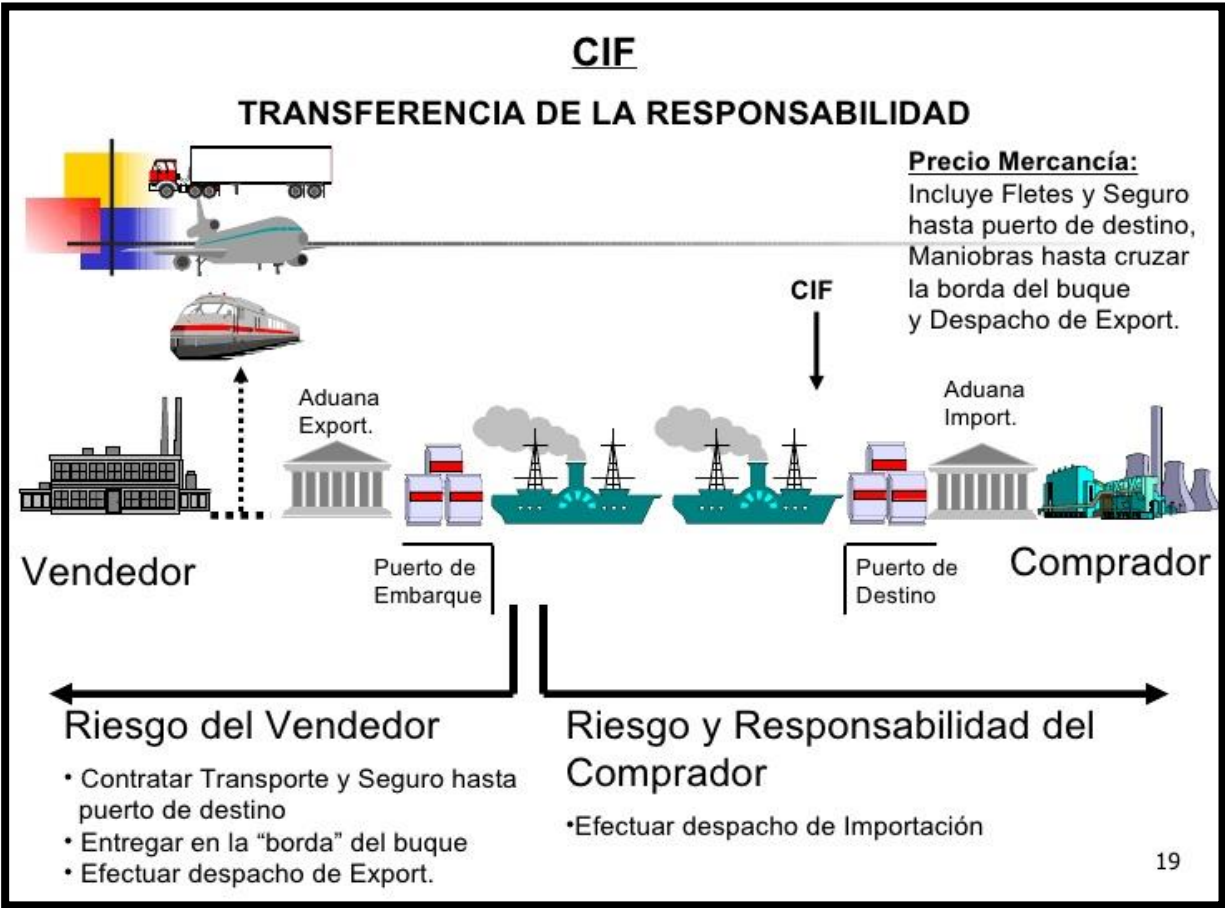 CIF
TRANSFERENCIA DE LA RESPONSABILIDAD
Precio Mercancía:
Incluye Fletes y Seguro
hasta puerto de destino,
Maniobras hasta cruzar
la borda del buque
y Despacho de Export.
CIF
Aduana
Export.
Aduana
Import.
Vendedor
Puerto de
Embarque
Puerto de
Destino
Comprador
Riesgo del Vendedor
• Contratar Transporte y Seguro hasta
puerto de destino
• Entregar en la “borda” del buque
• Efectuar despacho de Export.
Riesgo y Responsabilidad del
Comprador
•Efectuar despacho de Importación
19